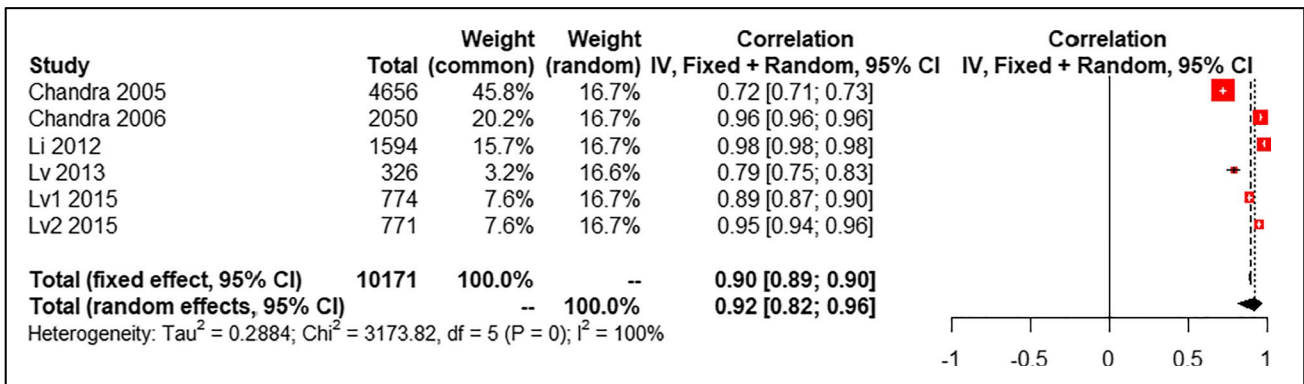 Weight Weight Correlation Correlation
Study Total (common) (random) IV, Fixed + Random, 95% CI IV, Fixed + Random, 95% CI
Chandra 2005 4656 45.8% 16.7% 0.72 [0.71; 0.73]
Chandra 2006 2050 20.2% 16.7% 0.96 [0.96; 0.96]
Li 2012 1594 15.7% 16.7% 0.98 [0.98; 0.98]
Lv 2013 326 3.2% 16.6% 0.79 [0.75; 0.83]
Lv1 2015 774 7.6% 16.7% 0.89 [0.87; 0.90]
Lv2 2015 771 7.6% 16.7% 0.95 [0.94; 0.96]
Total (fixed effect, 95% CI) 10171 100.0% -- 0.90 [0.89; 0.90]
Total (random effects, 95% CI) -- 100.0% 0.92 [0.82; 0.96]
Heterogeneity: Tau² = 0.2884; Chi² = 3173.82, df = 5 (P = 0); I² = 100%
-1 -0.5 0 0.5 1